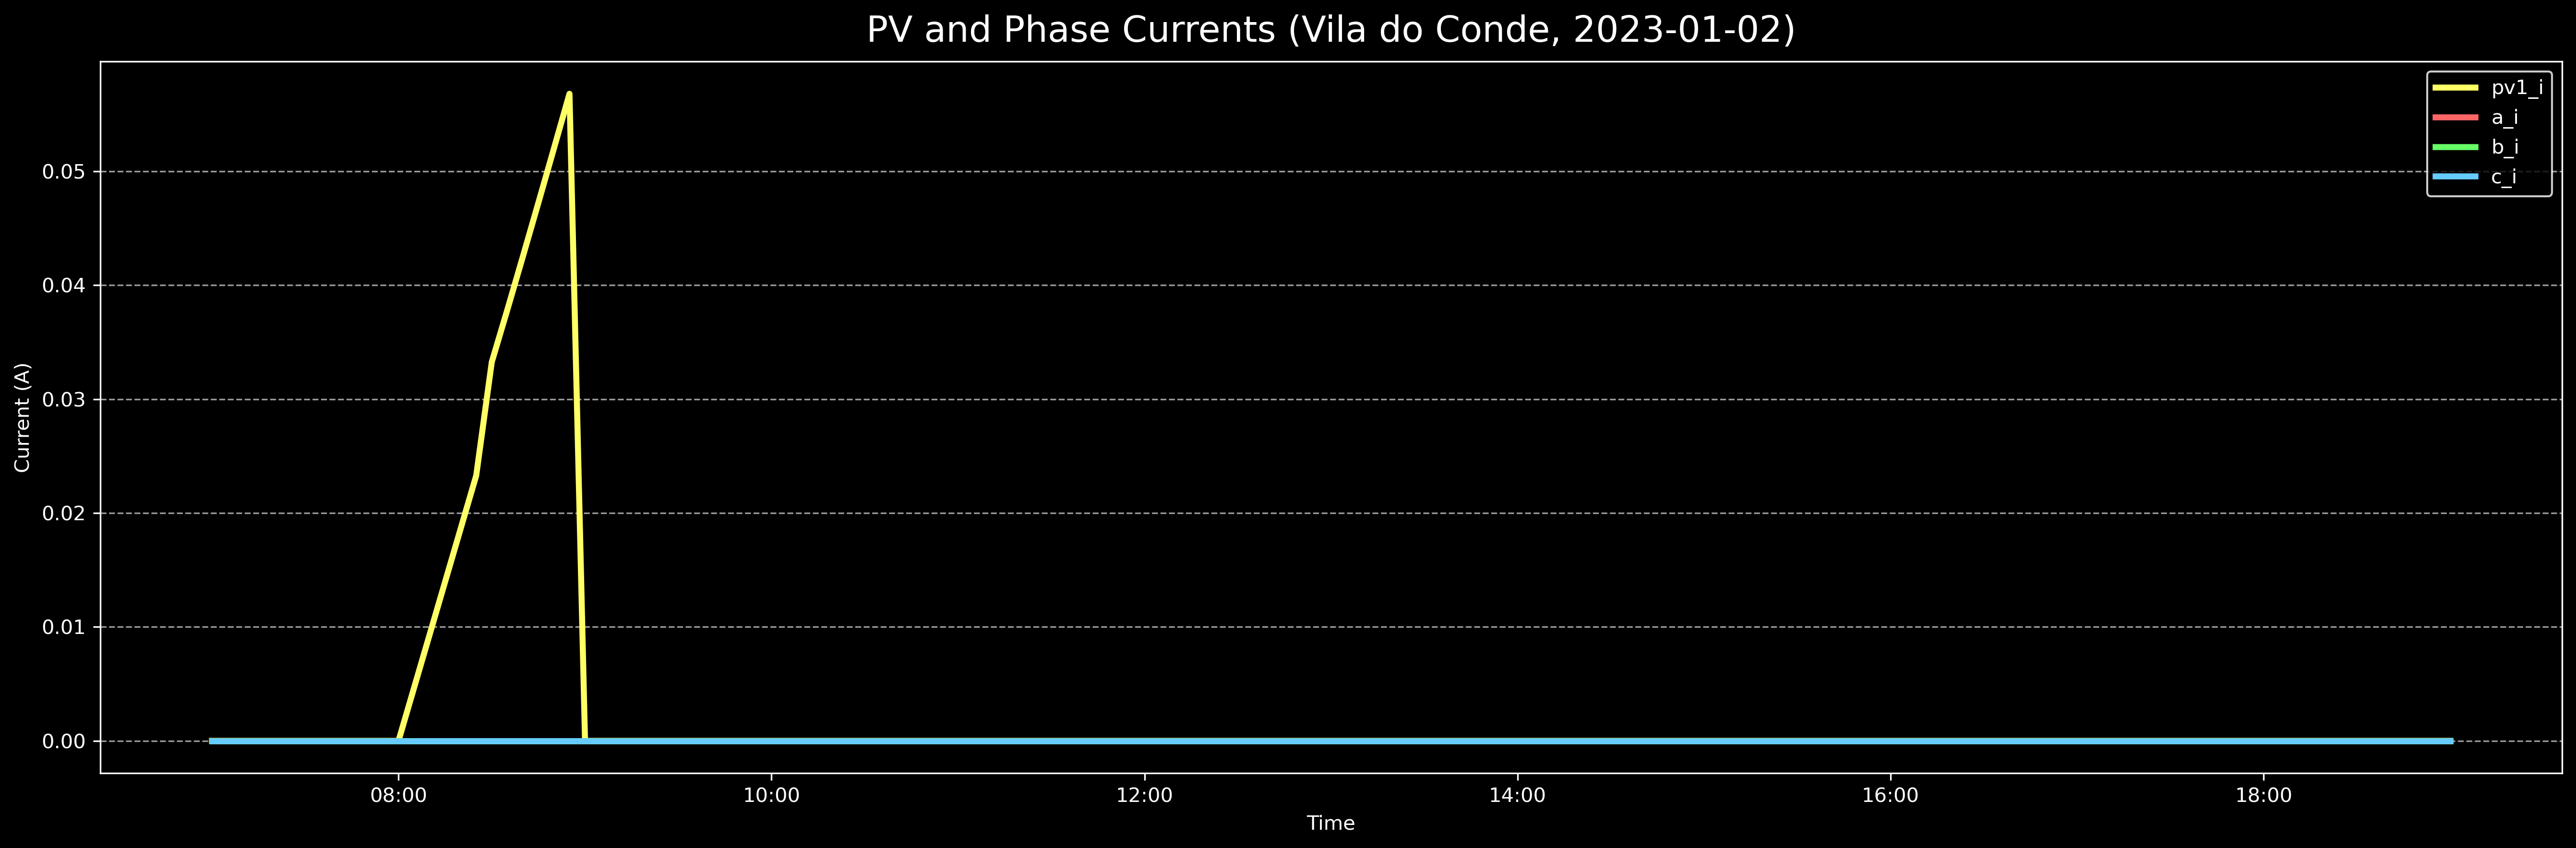 PV and Phase Currents (Vila do Conde, 2023-01-02)
pv1_i
a_i
b_i
c_i
Current (A)
0.05
0.04
0.03
0.02
0.01
0.00
08:00 10:00 12:00 14:00 16:00 18:00
Time